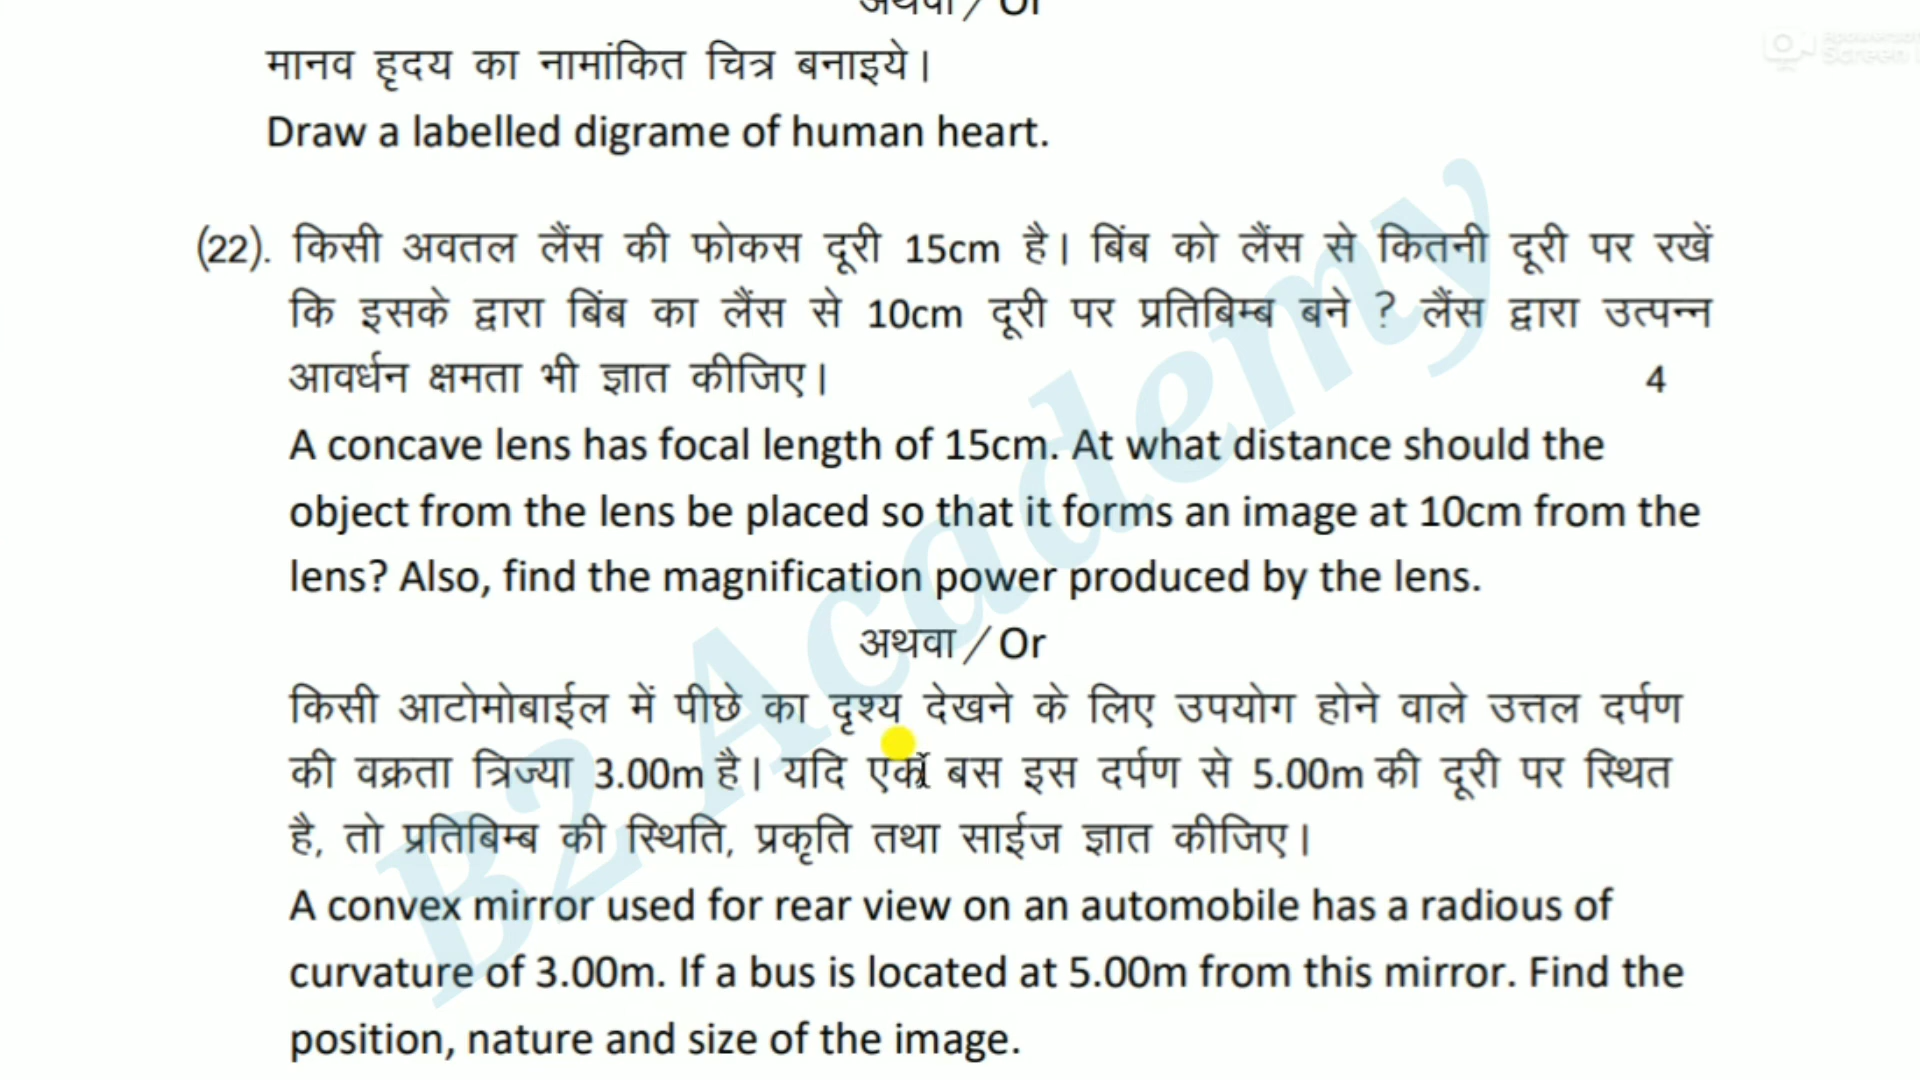 अथवा/Or
मानव हृदय का नामांकित चित्र बनाइये।
Draw a labelled digrame of human heart.
(22). किसी अवतल लैंस की फोकस दूरी 15cm है। बिंब को लैंस से कितनी दूरी पर रखें
कि इसके द्वारा बिंब का लैंस से 10cm दूरी पर प्रतिबिम्ब बने ? लैंस द्वारा उत्पन्न
आवर्धन क्षमता भी ज्ञात कीजिए। 4
A concave lens has focal length of 15cm. At what distance should the
object from the lens be placed so that it forms an image at 10cm from the
lens? Also, find the magnification power produced by the lens.
अथवा/Or
किसी आटोमोबाईल में पीछे का दृश्य देखने के लिए उपयोग होने वाले उत्तल दर्पण
की वक्रता त्रिज्या 3.00m है। यदि एक बस इस दर्पण से 5.00m की दूरी पर स्थित
है, तो प्रतिबिम्ब की स्थिति, प्रकृति तथा साईज ज्ञात कीजिए।
A convex mirror used for rear view on an automobile has a radious of
curvature of 3.00m. If a bus is located at 5.00m from this mirror. Find the
position, nature and size of the image.
B2 Academy